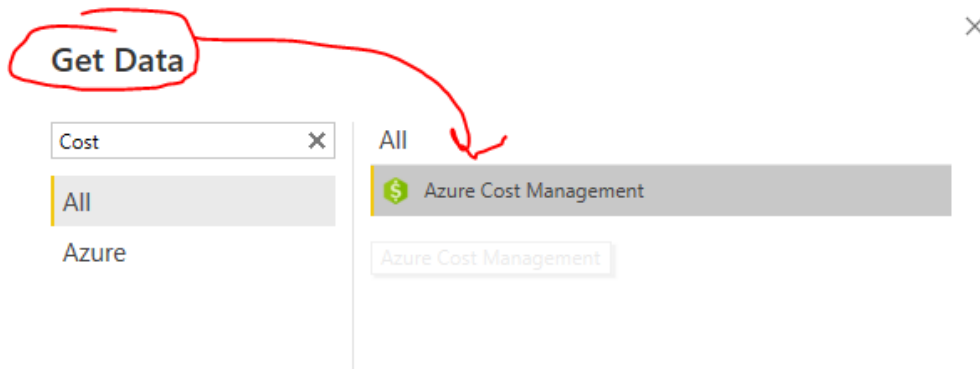 Get Data
Cost
All
Azure
All
Azure Cost Management
Azure Cost Management